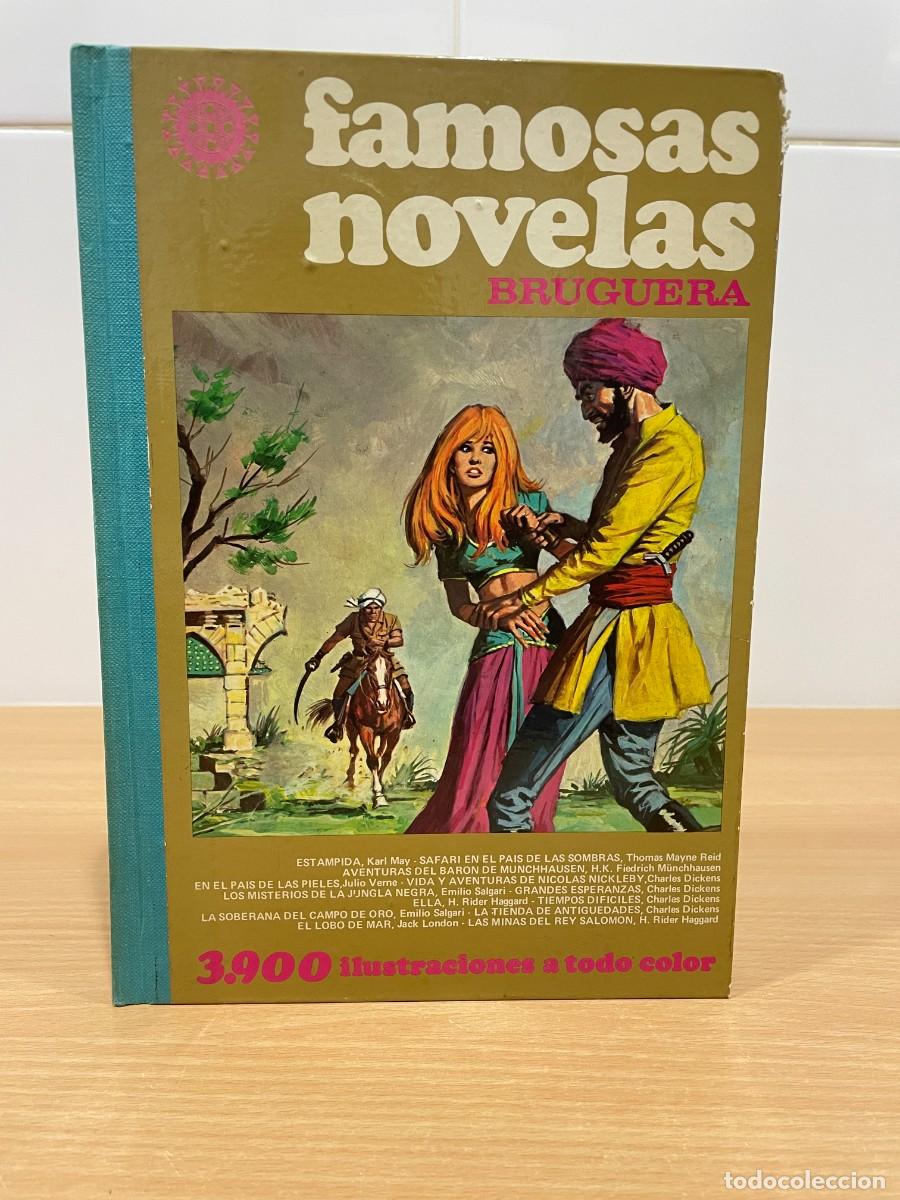 famosas
novelas
BRUGUERA
ESTAMPIDA, Karl May - SAFARI EN EL PAIS DE LAS SOMBRAS, Thomas Mayne Reid
AVENTURAS DEL BARON DE MUNCHHAUSEN, H.K. Fiedrich Münchhausen
EN EL PAIS DE LAS PIELES,Julio Verne - VIDA Y AVENTURAS DE NICOLAS NICKLEBY,Charles Dickens
LOS MISTERIOS DE LA JUNGLA NEGRA, Emilio Salgari - GRANDES ESPERANZAS, Charles Dickens
ELLA, H. Rider Haggard - TIEMPOS DIFICILES, Charles Dickens
LA SOBERANA DEL CAMPO DE ORO, Emilio Salgari - LA TIENDA DE ANTIGUEDADES, Charles Dickens
EL LOBO DE MAR, Jack London - LAS MINAS DEL REY SALOMON, H. Rider Haggard
3.900 ilustraciones a todo color
todocoleccion